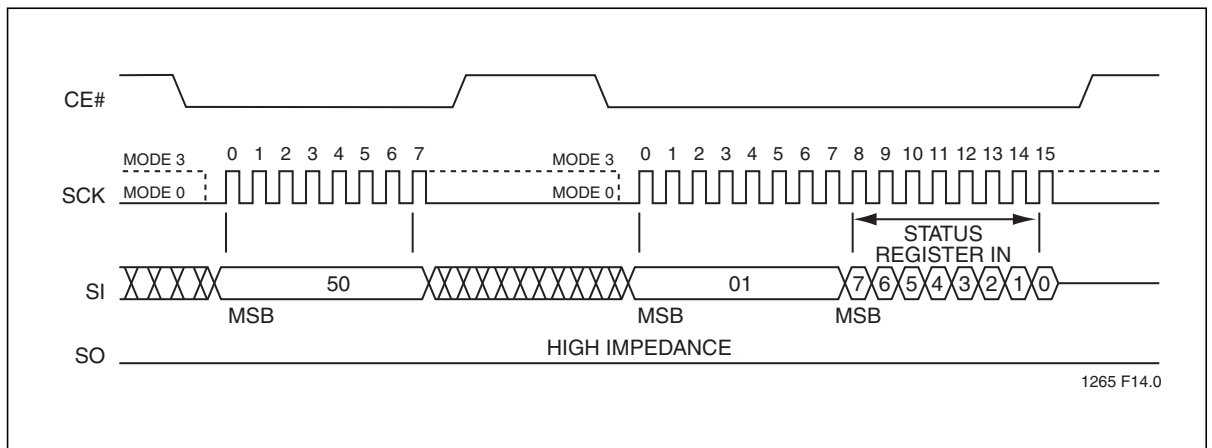 CE#
MODE 3 0 1 2 3 4 5 6 7 MODE 3 0 1 2 3 4 5 6 7 8 9 10 11 12 13 14 15
SCK MODE 0 MODE 0
STATUS
REGISTER IN
SI 50 01 7 6 5 4 3 2 1 0
MSB MSB MSB
HIGH IMPEDANCE
SO
1265 F14.0